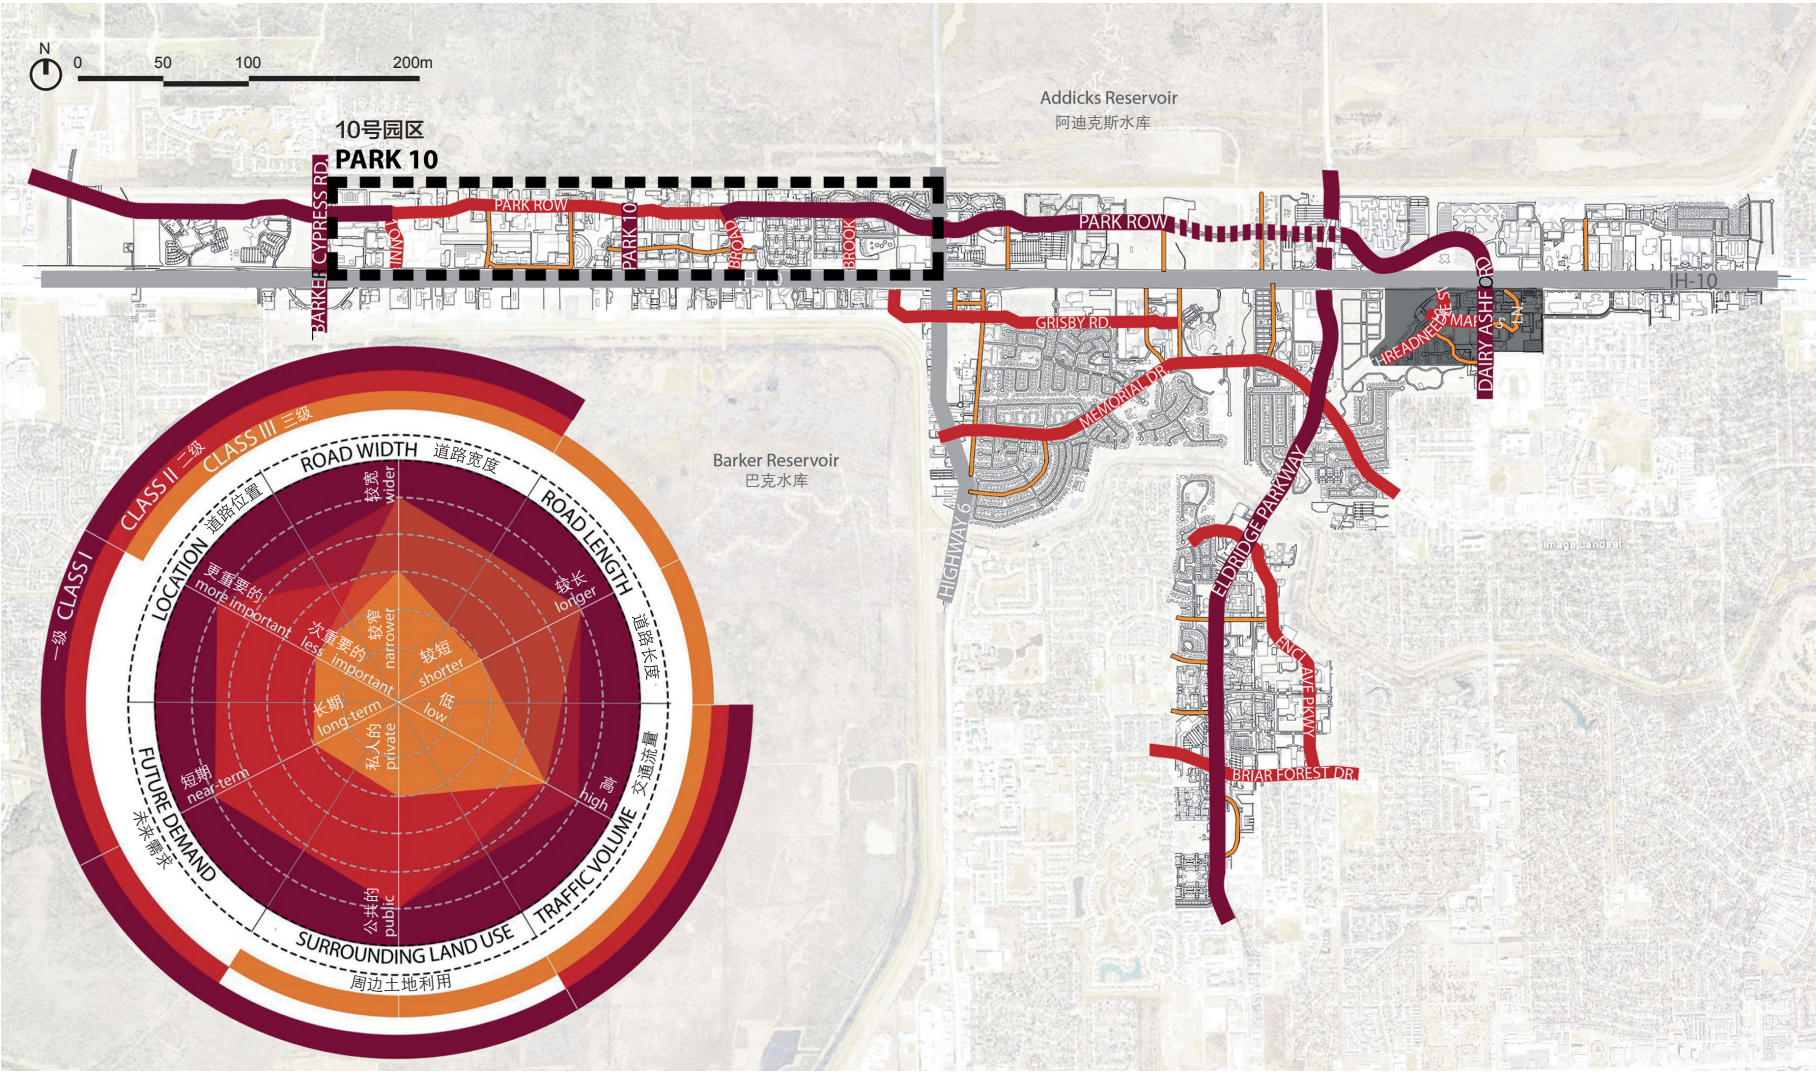 N
0 50 100 200m
10号园区
PARK 10
Addicks Reservoir
阿迪克斯水库
BARKER CYPRESS RD.
INNO
PARK ROW
PARK 10
BROAD
BROOK
PARK ROW
IH-10
IH-10
GRISBY RD.
MEMORIAL DR.
THREADNEEDLE ST
DAIRY ASHFORD
HIGHWAY 6
ELDRIDGE PARKWAY
ENCLAVE PKWY
BRIAR FOREST DR.
Barker Reservoir
巴克水库
Image Landsat
一级 CLASS I
CLASS II 二级
CLASS III 三级
ROAD WIDTH 道路宽度
ROAD LENGTH 道路长度
TRAFFIC VOLUME 交通流量
SURROUNDING LAND USE
周边土地利用
FUTURE DEMAND
未来需求
LOCATION 道路位置
较宽
wider
较窄
narrower
较长
longer
较短
shorter
低
low
高
high
私人的
private
公共的
public
长期
long-term
短期
near-term
次重要的
less important
更重要的
more important